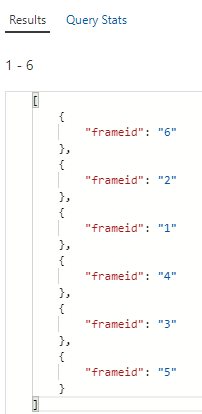 Results Query Stats
1 - 6
[
    {
        "frameid": "6"
    },
    {
        "frameid": "2"
    },
    {
        "frameid": "1"
    },
    {
        "frameid": "4"
    },
    {
        "frameid": "3"
    },
    {
        "frameid": "5"
    }
]